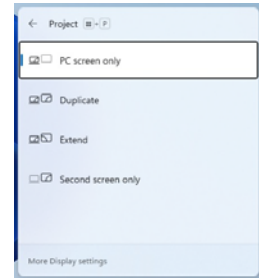 ← Project ⊞ + P
PC screen only
Duplicate
Extend
Second screen only
More Display settings